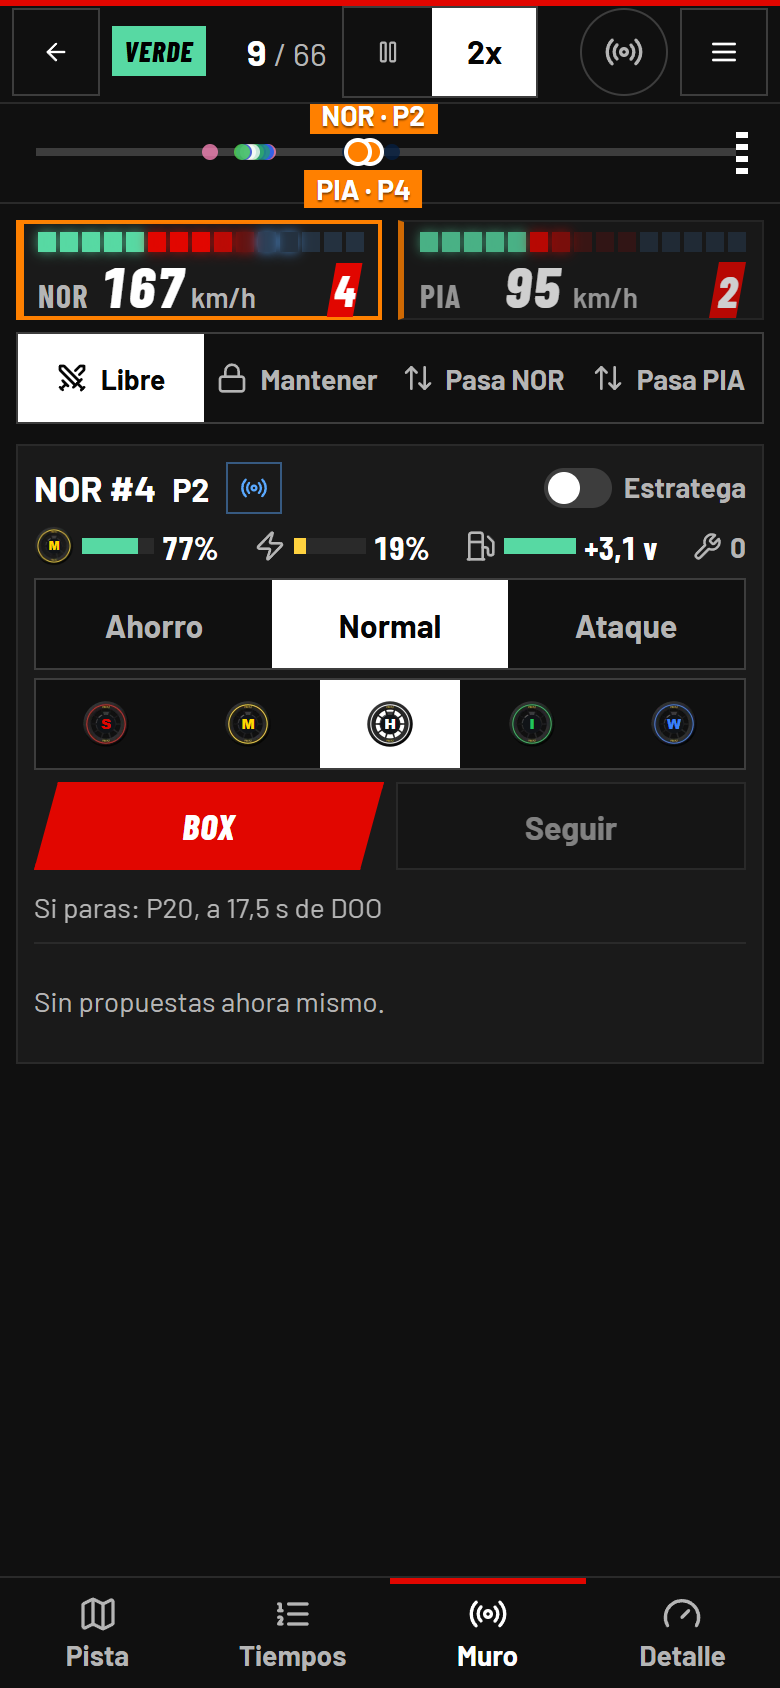 VERDE 9 / 66 2x
NOR · P2
PIA · P4
NOR 167 km/h 4
PIA 95 km/h 2
Libre Mantener Pasa NOR Pasa PIA
NOR #4 P2 Estratega
M 77% 19% +3,1 v 0
Ahorro Normal Ataque
S M H I W
BOX Seguir
Si paras: P20, a 17,5 s de DOO
Sin propuestas ahora mismo.
Pista Tiempos Muro Detalle